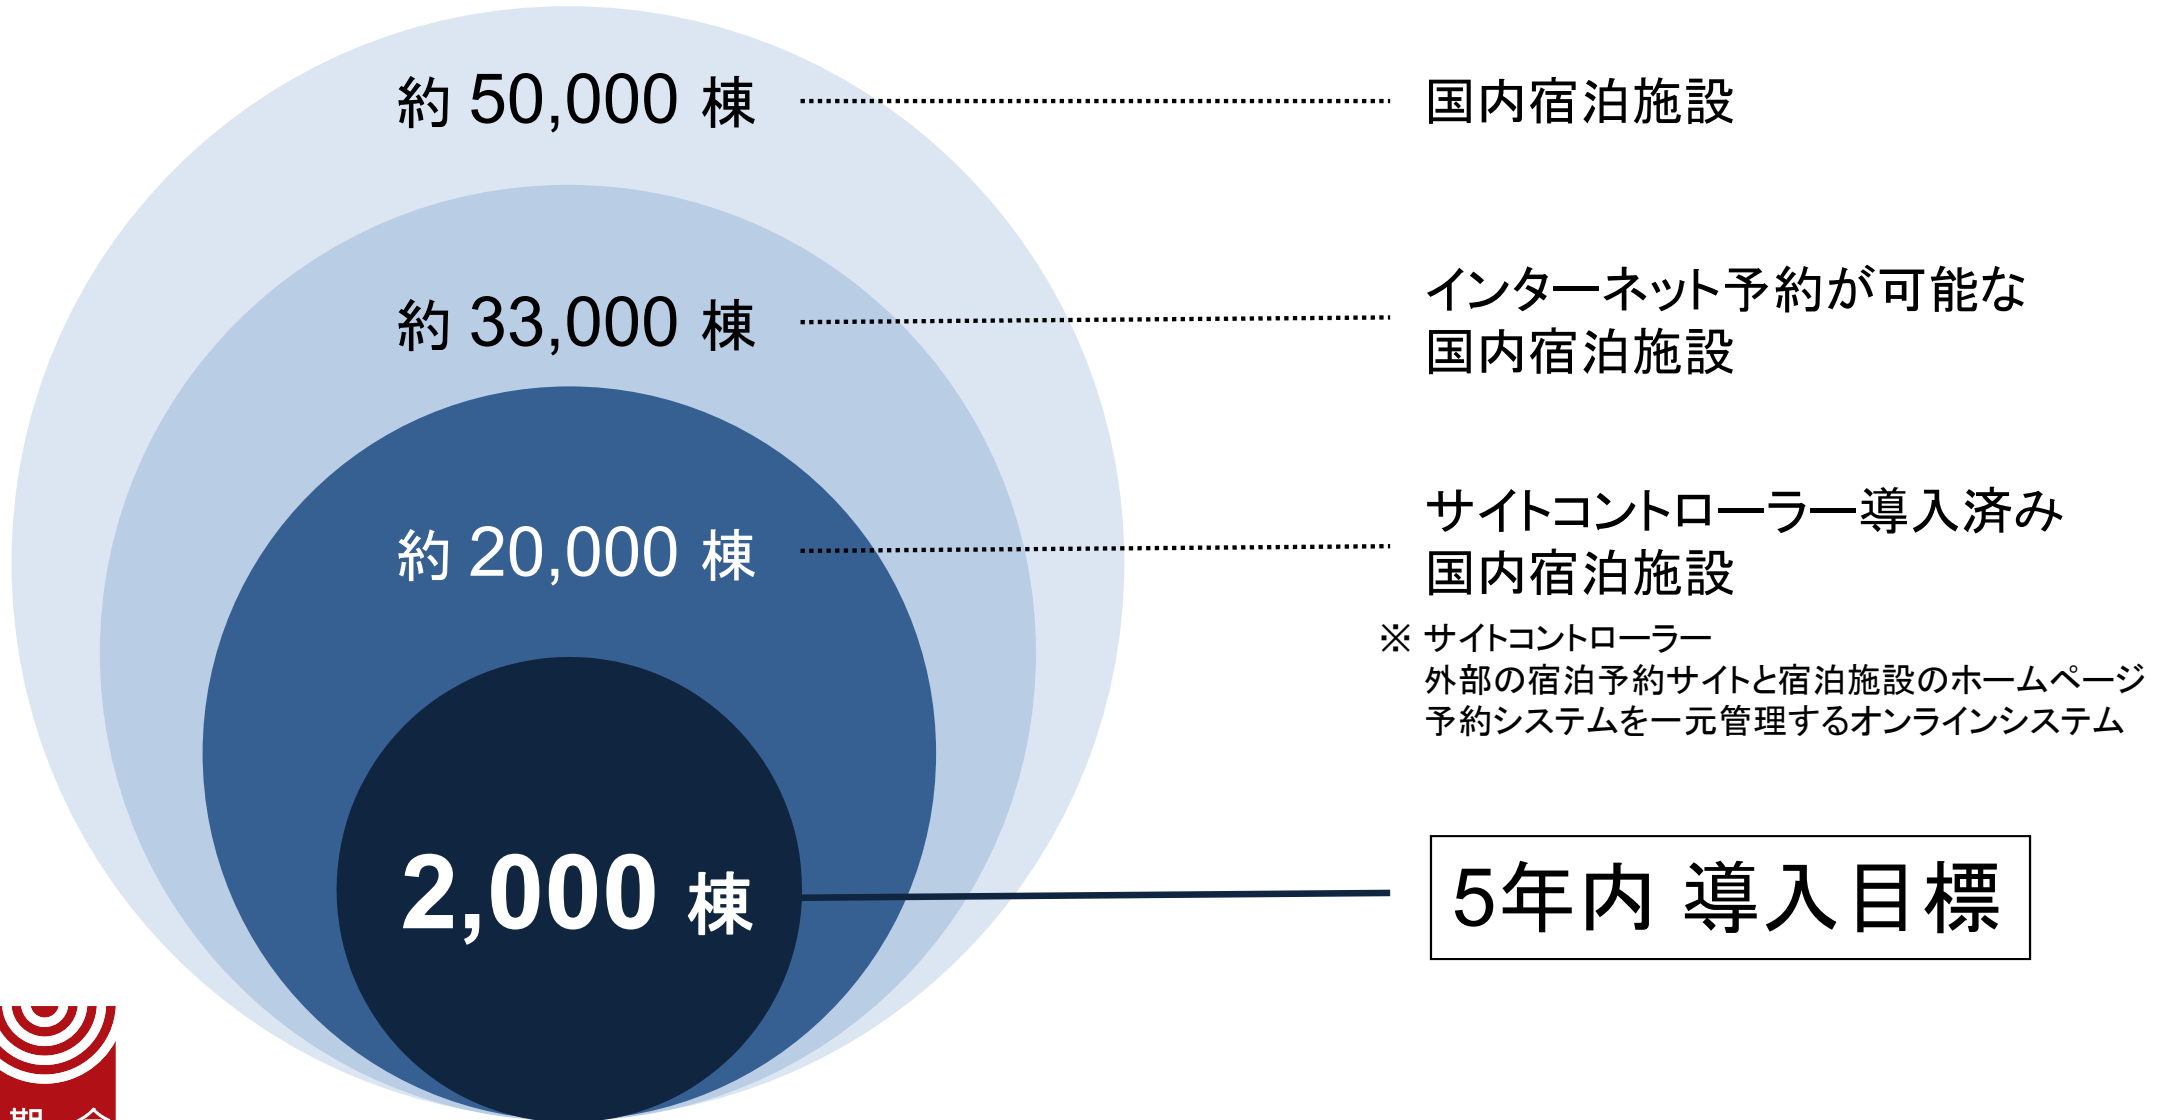 約 50,000 棟
国内宿泊施設
約 33,000 棟
インターネット予約が可能な
国内宿泊施設
約 20,000 棟
サイトコントローラー導入済み
国内宿泊施設
※ サイトコントローラー
外部の宿泊予約サイトと宿泊施設のホームページ
予約システムを一元管理するオンラインシステム
2,000 棟
5年内 導入目標